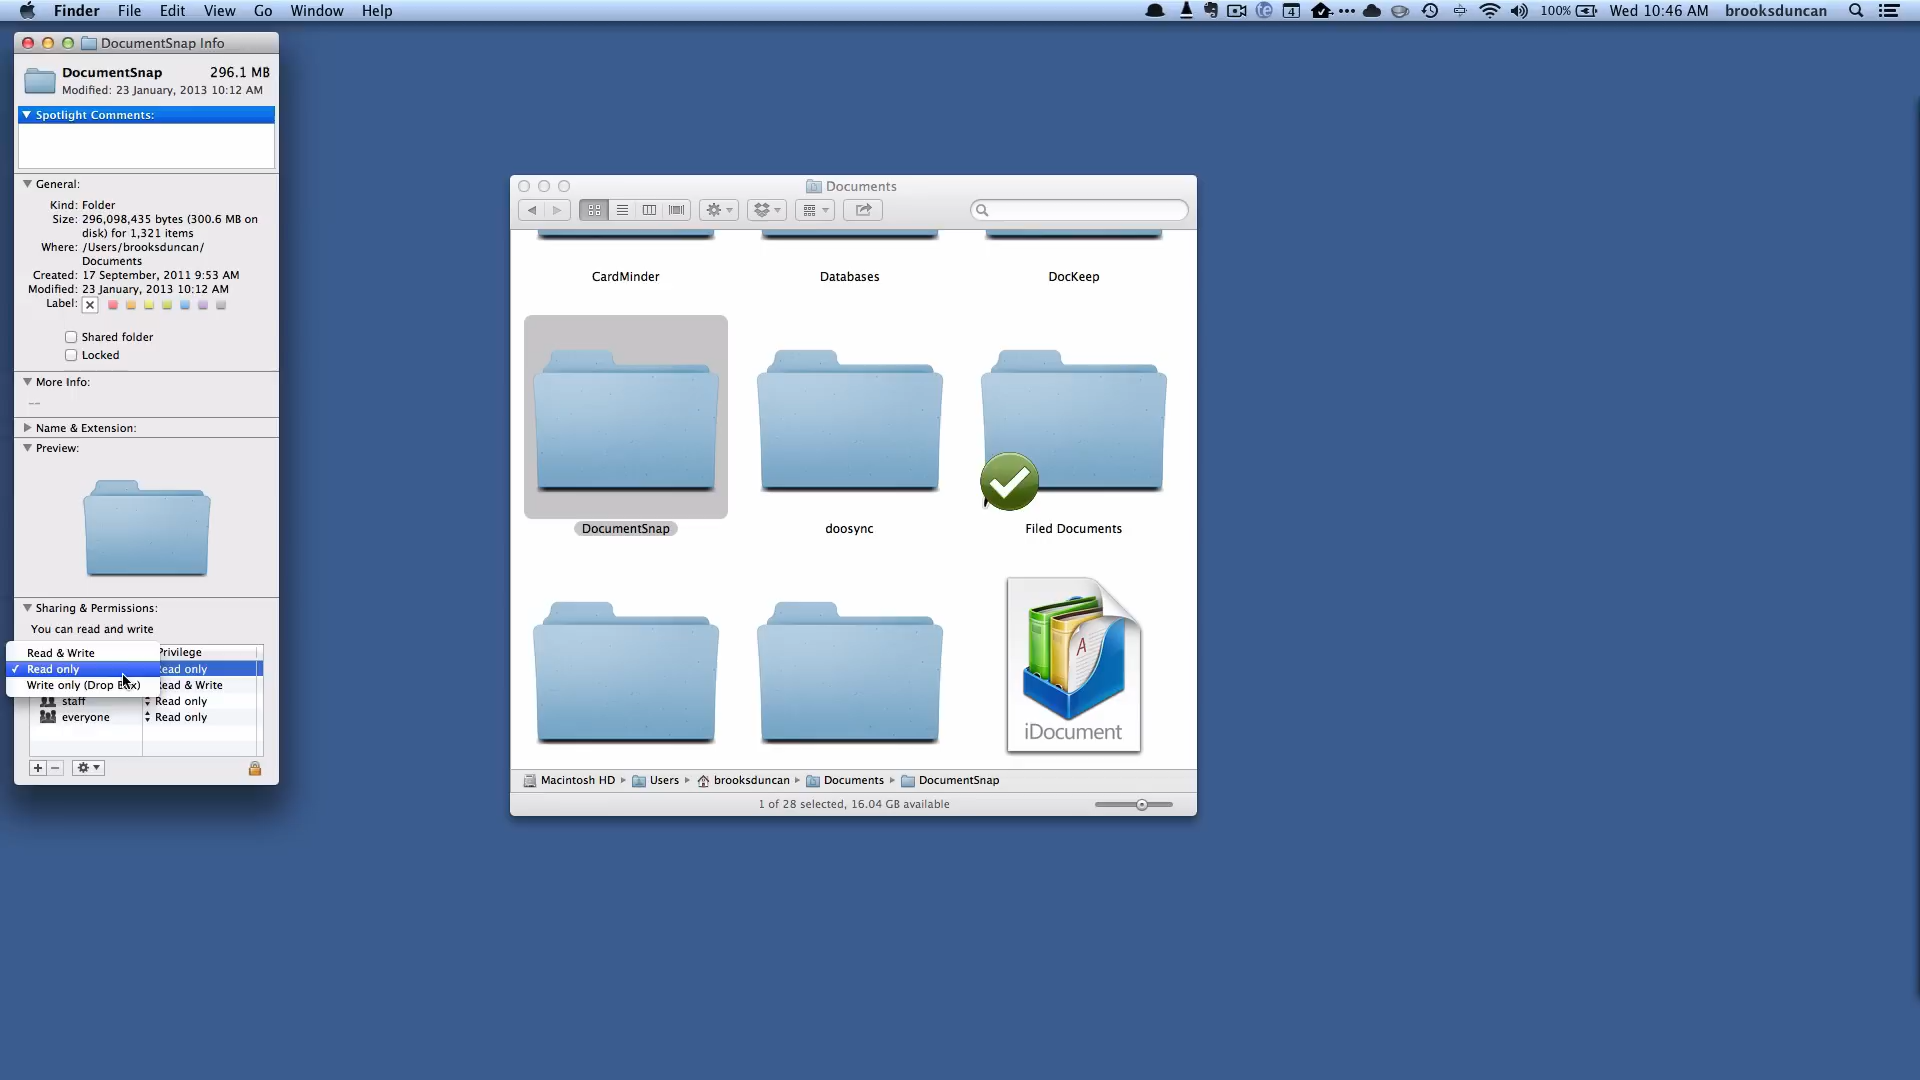 Finder File Edit View Go Window Help
4 100% Wed 10:46 AM brooksduncan
DocumentSnap Info
DocumentSnap 296.1 MB
Modified: 23 January, 2013 10:12 AM
Spotlight Comments:
General:
Kind: Folder
Size: 296,098,435 bytes (300.6 MB on
disk) for 1,321 items
Where: /Users/brooksduncan/
Documents
Created: 17 September, 2011 9:53 AM
Modified: 23 January, 2013 10:12 AM
Label:
Shared folder
Locked
More Info:
--
Name & Extension:
Preview:
Sharing & Permissions:
You can read and write
Read & Write Privilege
Read only Read only
Write only (Drop Box) Read & Write
staff Read only
everyone Read only
Documents
CardMinder Databases DocKeep
DocumentSnap doosync Filed Documents
iDocument
Macintosh HD Users brooksduncan Documents DocumentSnap
1 of 28 selected, 16.04 GB available